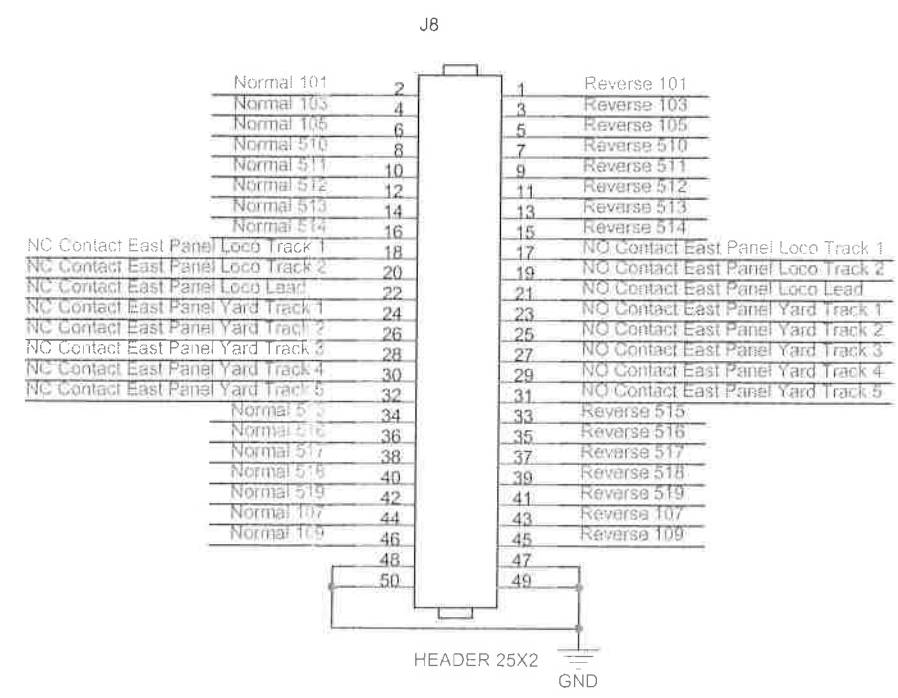 J8
Normal 101 2 1 Reverse 101
Normal 103 4 3 Reverse 103
Normal 105 6 5 Reverse 105
Normal 510 8 7 Reverse 510
Normal 511 10 9 Reverse 511
Normal 512 12 11 Reverse 512
Normal 513 14 13 Reverse 513
Normal 514 16 15 Reverse 514
NC Contact East Panel Loco Track 1 18 17 NO Contact East Panel Loco Track 1
NC Contact East Panel Loco Track 2 20 19 NO Contact East Panel Loco Track 2
NC Contact East Panel Loco Lead 22 21 NO Contact East Panel Loco Lead
NC Contact East Panel Yard Track 1 24 23 NO Contact East Panel Yard Track 1
NC Contact East Panel Yard Track 2 26 25 NO Contact East Panel Yard Track 2
NC Contact East Panel Yard Track 3 28 27 NO Contact East Panel Yard Track 3
NC Contact East Panel Yard Track 4 30 29 NO Contact East Panel Yard Track 4
NC Contact East Panel Yard Track 5 32 31 NO Contact East Panel Yard Track 5
Normal 515 34 33 Reverse 515
Normal 516 36 35 Reverse 516
Normal 517 38 37 Reverse 517
Normal 518 40 39 Reverse 518
Normal 519 42 41 Reverse 519
Normal 107 44 43 Reverse 107
Normal 109 46 45 Reverse 109
48 47
50 49
HEADER 25X2
GND